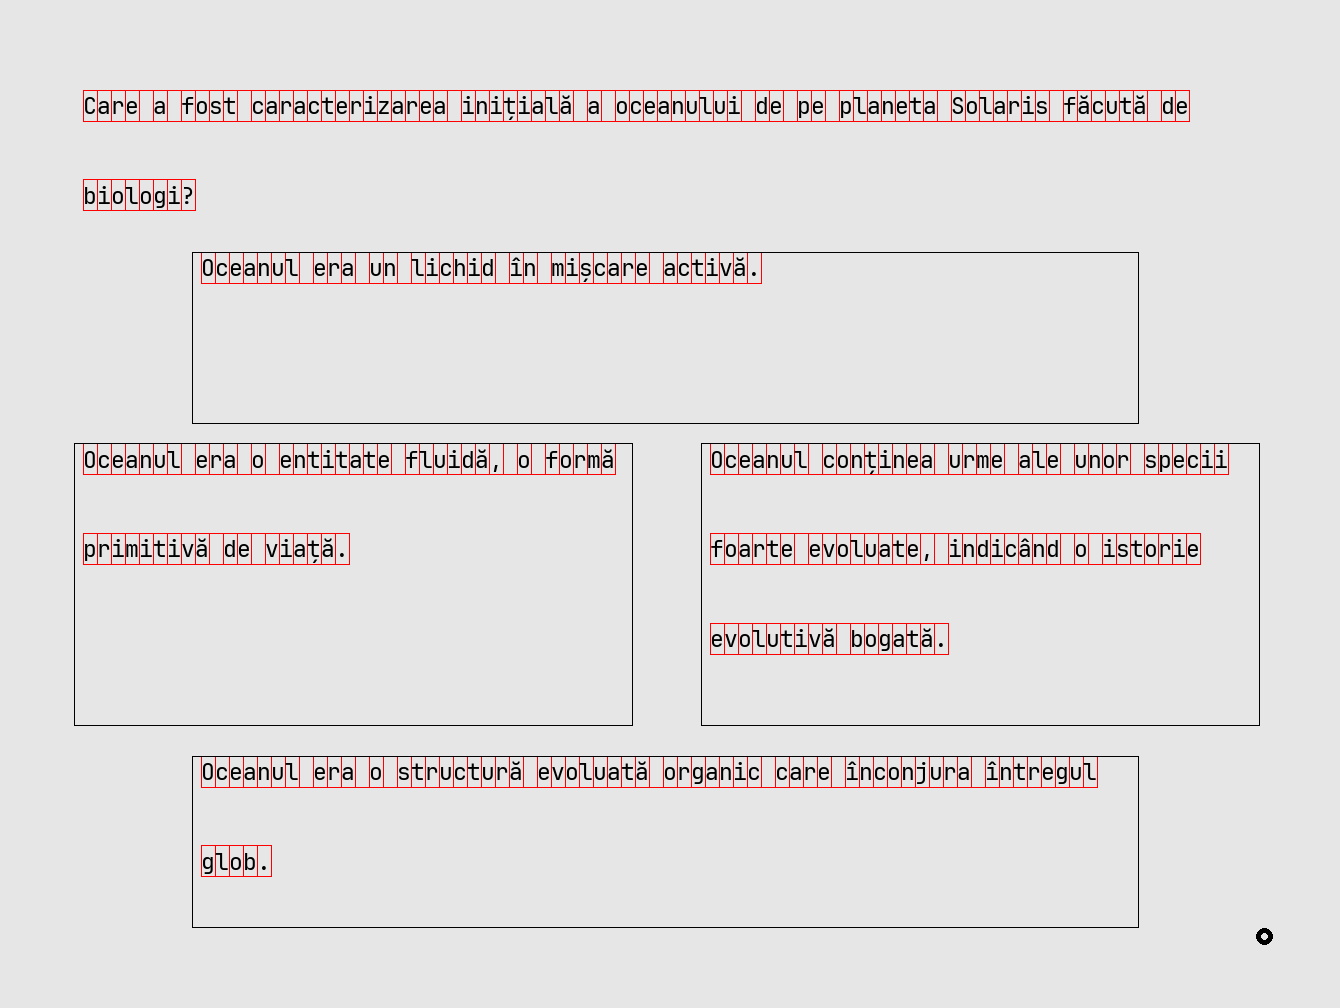 Care a fost caracterizarea inițială a oceanului de pe planeta Solaris făcută de
biologi?
Oceanul era un lichid în mișcare activă.
Oceanul era o entitate fluidă, o formă
primitivă de viață.
Oceanul conținea urme ale unor specii
foarte evoluate, indicând o istorie
evolutivă bogată.
Oceanul era o structură evoluată organic care înconjura întregul
glob.